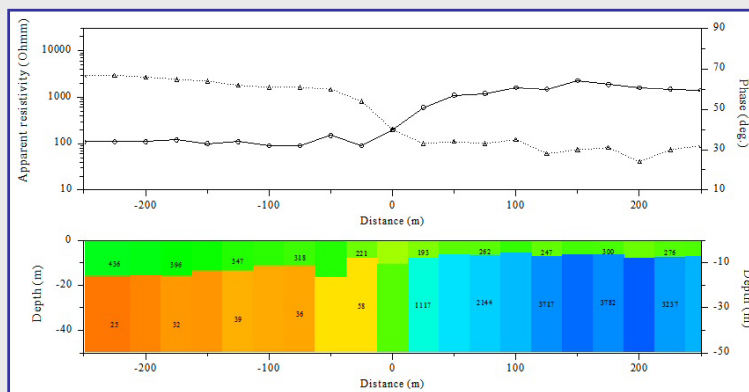 Apparent resistivity (Ohmm)
10000
1000
100
10
90
70
50
30
10
Phase (deg.)
-200 -100 0 100 200
Distance (m)
Depth (m)
0
-20
-40
436 396 347 318 221 193 262 247 300 276
25 32 39 36 58 1117 2144 3717 3782 3237
-10
-30
-50
Depth (m)
-200 -100 0 100 200
Distance (m)